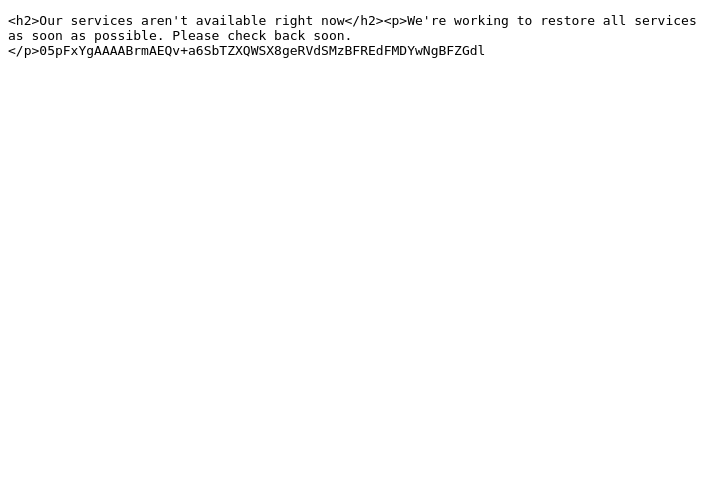 <h2>Our services aren't available right now</h2><p>We're working to restore all services
as soon as possible. Please check back soon.
</p>05pFxYgAAAABrmAEQv+a6SbTZXQWSX8geRVdSMzBFREdFMDYwNgBFZGdl